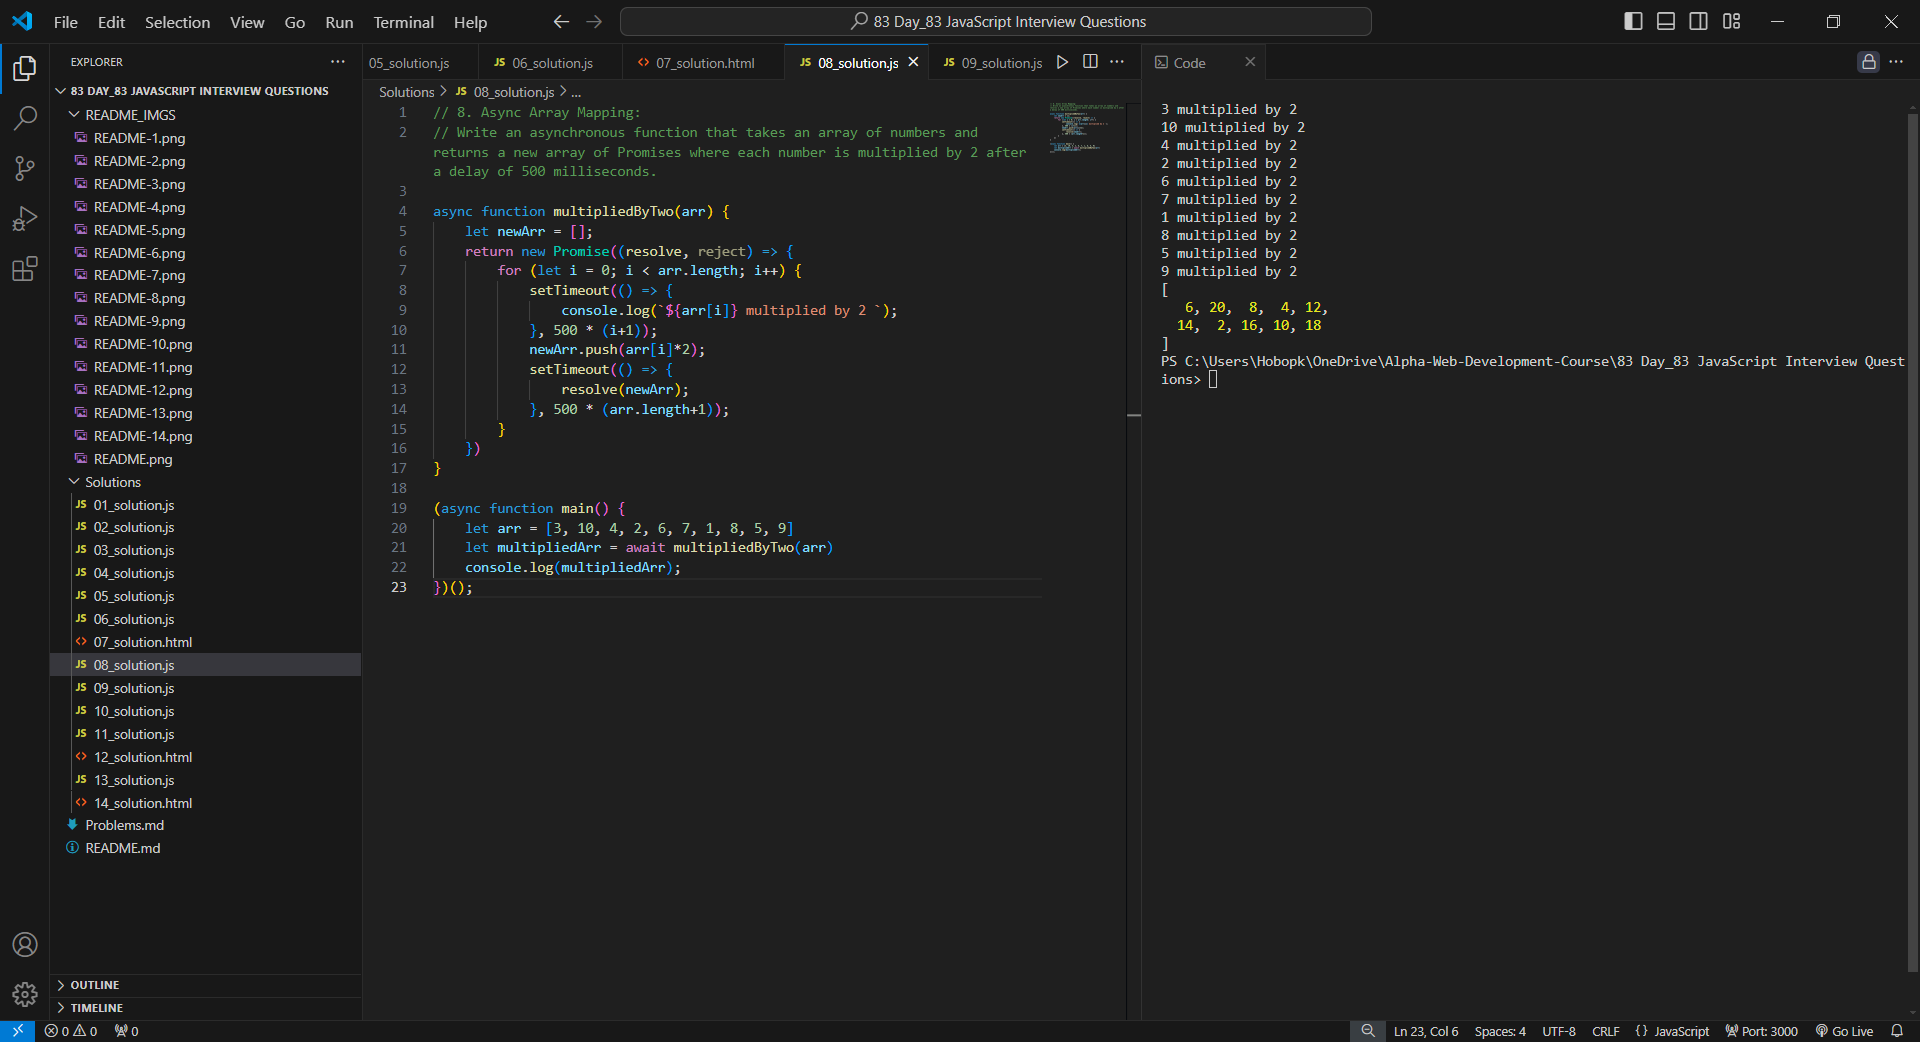 File Edit Selection View Go Run Terminal Help
83 Day_83 JavaScript Interview Questions
EXPLORER
83 DAY_83 JAVASCRIPT INTERVIEW QUESTIONS
README_IMGS
README-1.png
README-2.png
README-3.png
README-4.png
README-5.png
README-6.png
README-7.png
README-8.png
README-9.png
README-10.png
README-11.png
README-12.png
README-13.png
README-14.png
README.png
Solutions
JS 01_solution.js
JS 02_solution.js
JS 03_solution.js
JS 04_solution.js
JS 05_solution.js
JS 06_solution.js
<> 07_solution.html
JS 08_solution.js
JS 09_solution.js
JS 10_solution.js
JS 11_solution.js
<> 12_solution.html
JS 13_solution.js
<> 14_solution.html
Problems.md
README.md
OUTLINE
TIMELINE
05_solution.js JS 06_solution.js <> 07_solution.html JS 08_solution.js JS 09_solution.js
Solutions > JS 08_solution.js > ...
1 // 8. Async Array Mapping:
2 // Write an asynchronous function that takes an array of numbers and
returns a new array of Promises where each number is multiplied by 2 after
a delay of 500 milliseconds.
3
4 async function multipliedByTwo(arr) {
5     let newArr = [];
6     return new Promise((resolve, reject) => {
7         for (let i = 0; i < arr.length; i++) {
8             setTimeout(() => {
9                 console.log(`${arr[i]} multiplied by 2 `);
10             }, 500 * (i+1));
11             newArr.push(arr[i]*2);
12             setTimeout(() => {
13                 resolve(newArr);
14             }, 500 * (arr.length+1));
15         }
16     })
17 }
18
19 (async function main() {
20     let arr = [3, 10, 4, 2, 6, 7, 1, 8, 5, 9]
21     let multipliedArr = await multipliedByTwo(arr)
22     console.log(multipliedArr);
23 })();
Code
3 multiplied by 2
10 multiplied by 2
4 multiplied by 2
2 multiplied by 2
6 multiplied by 2
7 multiplied by 2
1 multiplied by 2
8 multiplied by 2
5 multiplied by 2
9 multiplied by 2
[
   6, 20,  8,  4, 12,
  14,  2, 16, 10, 18
]
PS C:\Users\Hobopk\OneDrive\Alpha-Web-Development-Course\83 Day_83 JavaScript Interview Quest
ions>
0 0 0
Ln 23, Col 6 Spaces: 4 UTF-8 CRLF {} JavaScript Port: 3000 Go Live